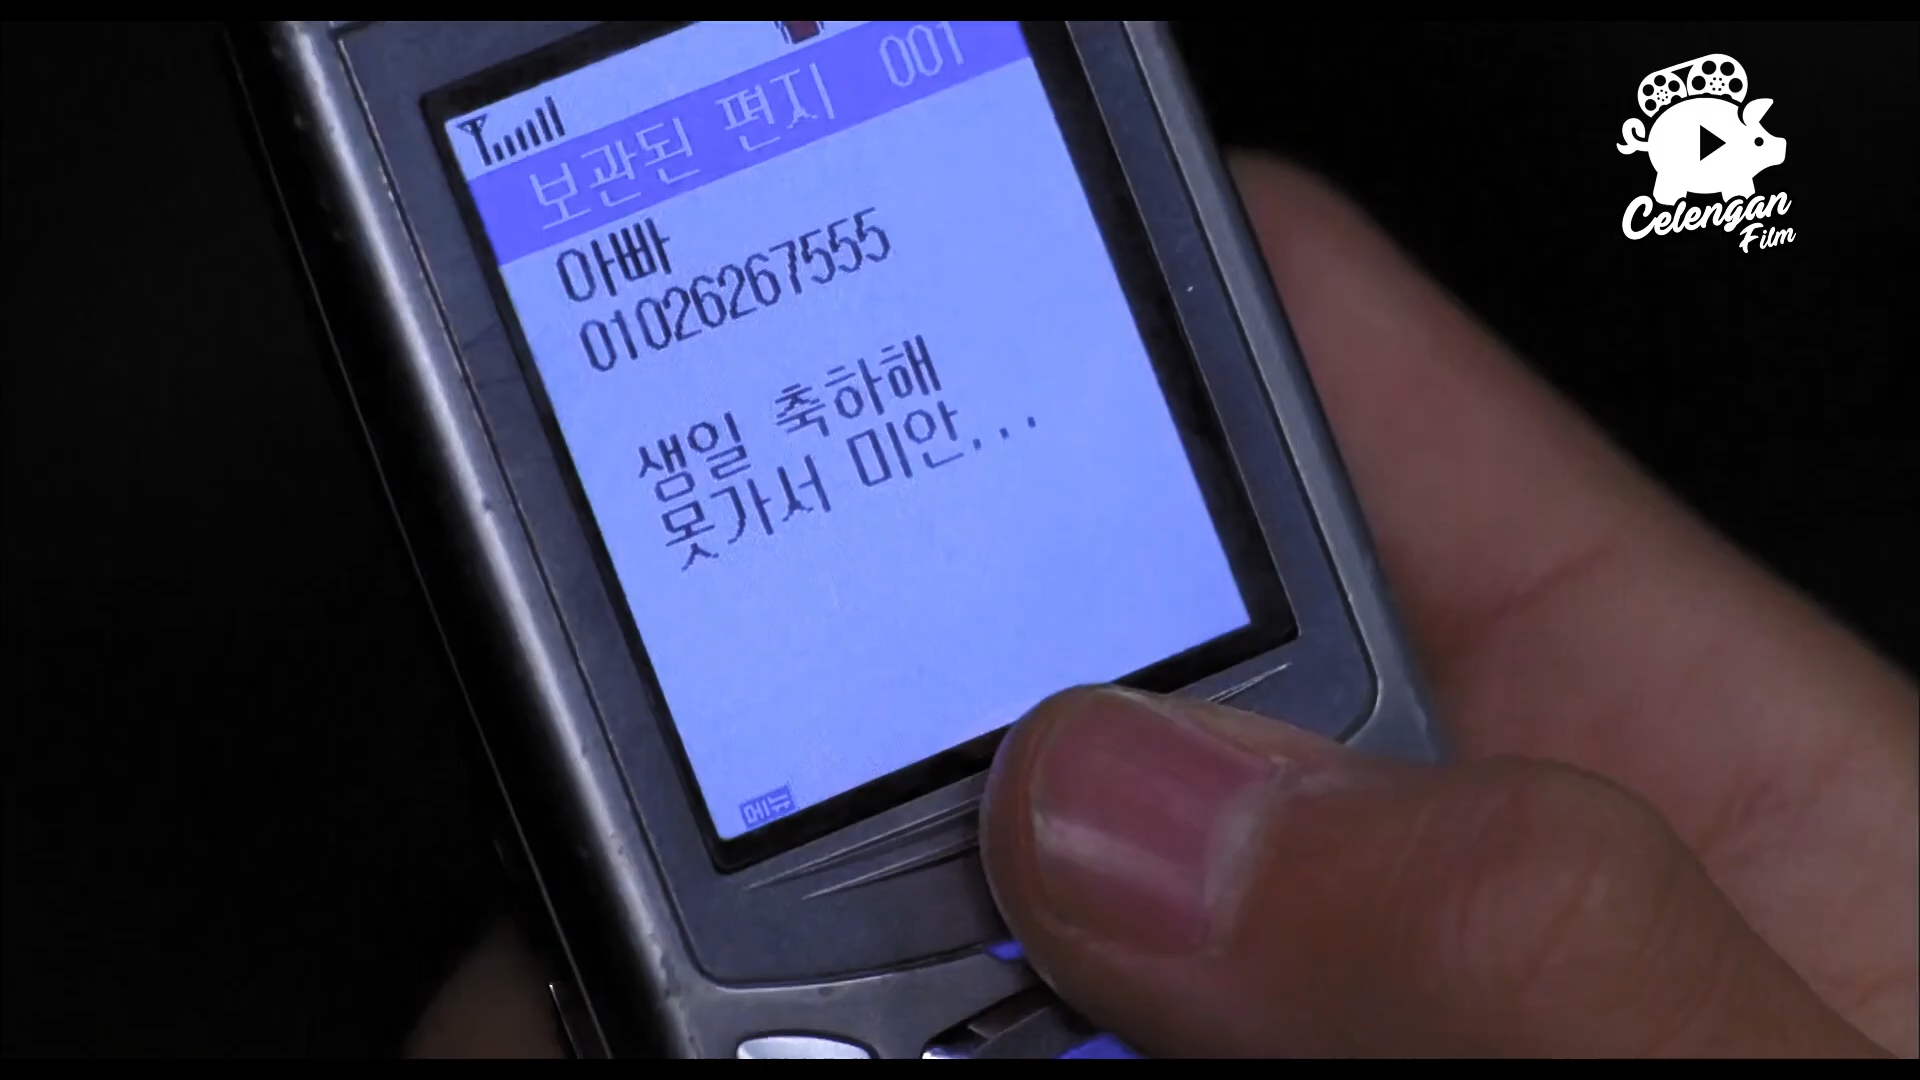 보관된 편지 001
아빠
01026267555
생일 축하해
못가서 미안...
메뉴
Celengan
Film